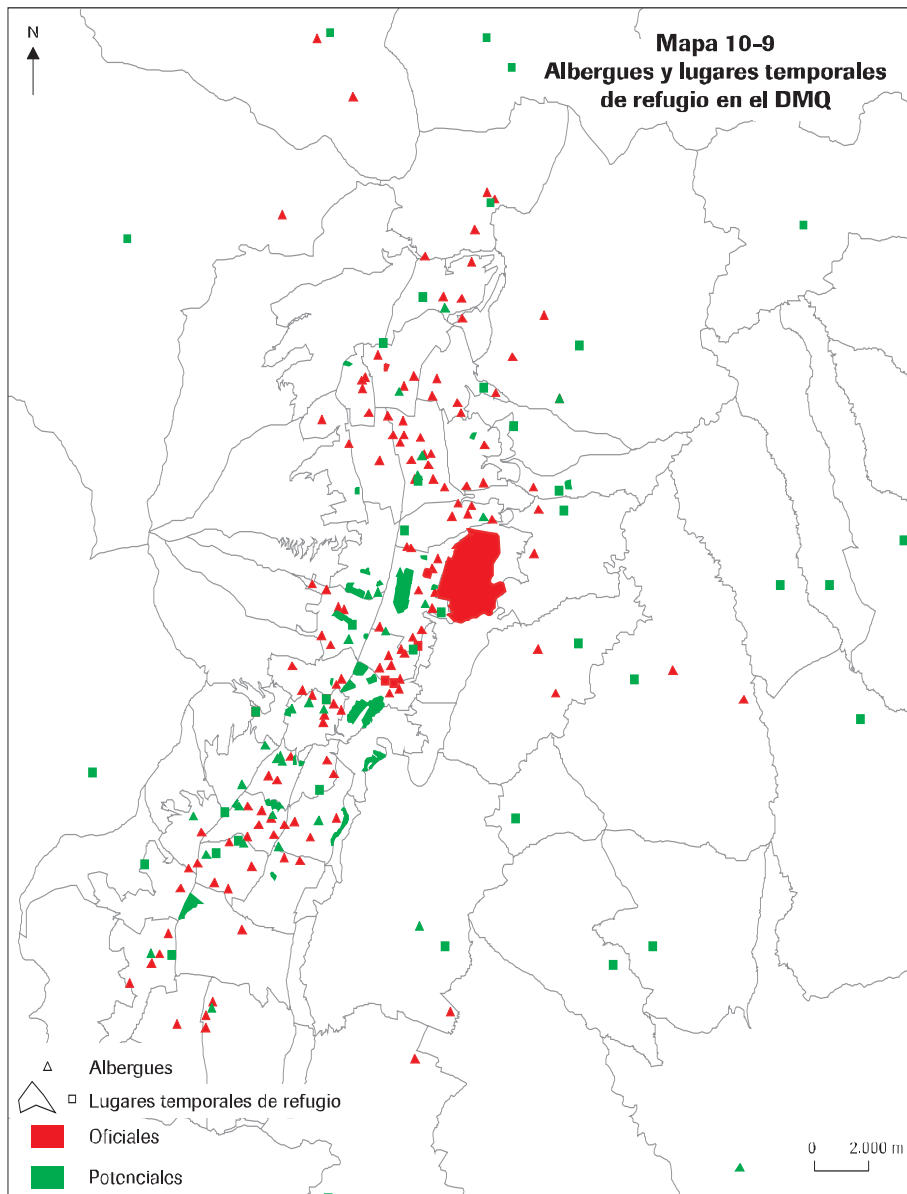 N
Mapa 10-9
Albergues y lugares temporales
de refugio en el DMQ
Albergues
Lugares temporales de refugio
Oficiales
Potenciales
0 2.000 m